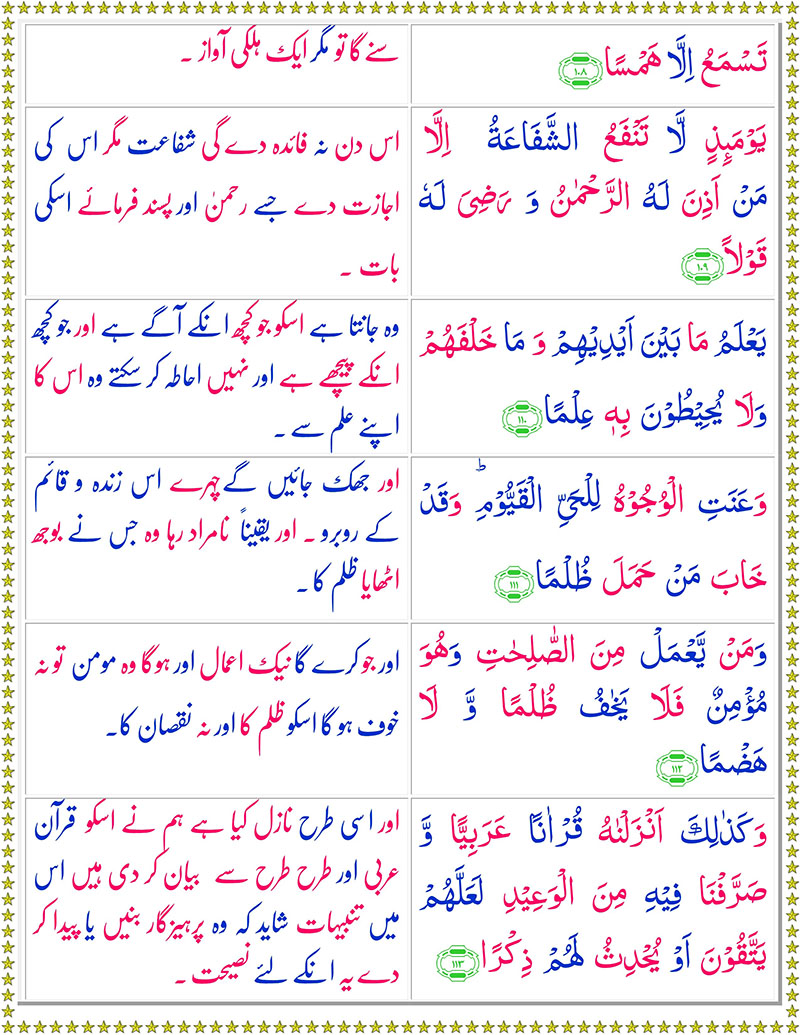 تَسۡمَعُ اِلَّا هَمۡسًا ﴿۱۰۸﴾
سنے گا تو مگر ایک ہلکی آواز ۔
يَوۡمَٮِٕذٍ لَّا تَنۡفَعُ الشَّفَاعَةُ اِلَّا
مَنۡ اَذِنَ لَهُ الرَّحۡمٰنُ وَ رَضِىَ لَهٗ
قَوۡلًا ﴿۱۰۹﴾
اس دن نہ فائدہ دے گی شفاعت مگر اس کی
اجازت دے جسے رحمنٰ اور پسند فرمائے اسکی
بات ۔
يَعۡلَمُ مَا بَيۡنَ اَيۡدِيۡهِمۡ وَ مَا خَلۡفَهُمۡ
وَلَا يُحِيۡطُوۡنَ بِهٖ عِلۡمًا ﴿۱۱۰﴾
وہ جانتا ہے اسکو جو کچھ انکے آگے ہے اور جو کچھ
انکے پیچھے ہے اور نہیں احاطہ کر سکتے وہ اس کا
اپنے علم سے ۔
وَعَنَتِ الۡوُجُوۡهُ لِلۡحَىِّ الۡقَيُّوۡمِؕ وَقَدۡ
خَابَ مَنۡ حَمَلَ ظُلۡمًا ﴿۱۱۱﴾
اور جھک جائیں گے چہرے اس زندہ و قائم
کے روبرو ۔ اور یقیناً نامراد رہا وہ جس نے بوجھ
اٹھایا ظلم کا ۔
وَمَنۡ يَّعۡمَلۡ مِنَ الصّٰلِحٰتِ وَهُوَ
مُؤۡمِنٌ فَلَا يَخٰفُ ظُلۡمًا وَّ لَا
هَضۡمًا ﴿۱۱۲﴾
اور جو کرے گا نیک اعمال اور ہوگا وہ مومن تو نہ
خوف ہو گا اسکو ظلم کا اور نہ نقصان کا ۔
وَكَذٰلِكَ اَنۡزَلۡنٰهُ قُرۡاٰنًا عَرَبِيًّا وَّ
صَرَّفۡنَا فِيۡهِ مِنَ الۡوَعِيۡدِ لَعَلَّهُمۡ
يَتَّقُوۡنَ اَوۡ يُحۡدِثُ لَهُمۡ ذِكۡرًا ﴿۱۱۳﴾
اور اسی طرح نازل کیا ہے ہم نے اسکو قرآن
عربی اور طرح طرح سے بیان کر دی ہیں اس
میں تنبیہات شاید کہ وہ پرہیزگار بنیں یا پیدا کر
دے یہ انکے لئے نصیحت ۔